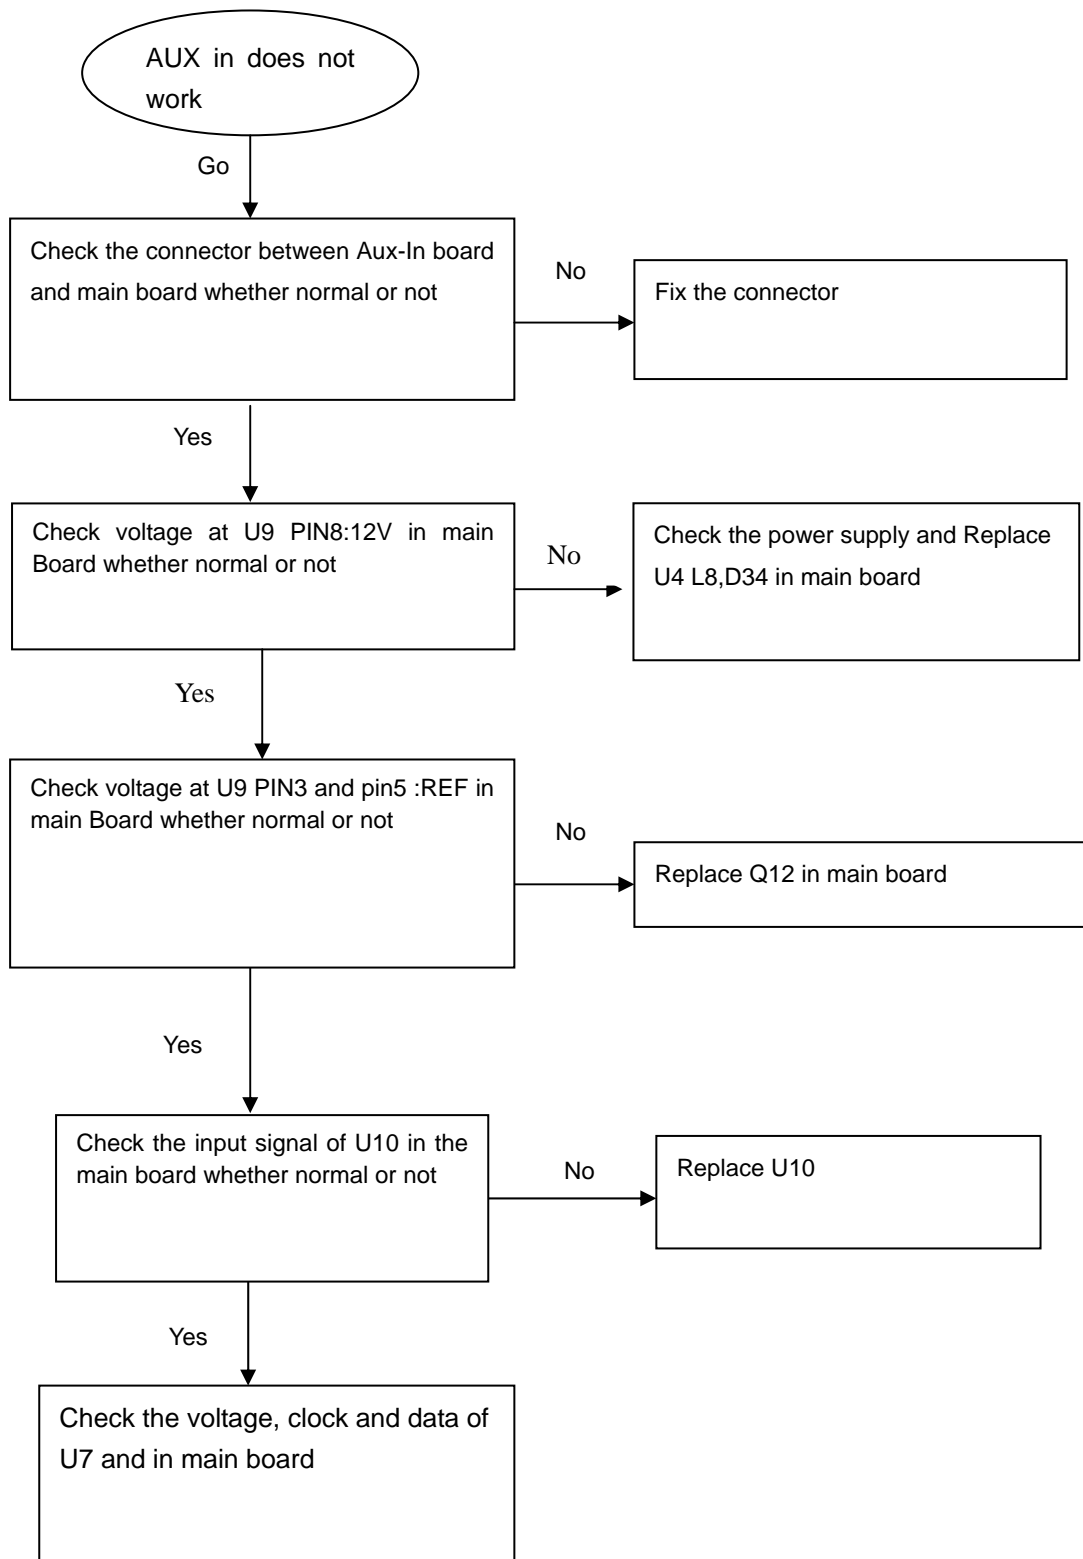 AUX in does not
work
Go
Check the connector between Aux-In board
and main board whether normal or not
No
Fix the connector
Yes
Check voltage at U9 PIN8:12V in main
Board whether normal or not
No
Check the power supply and Replace
U4 L8,D34 in main board
Yes
Check voltage at U9 PIN3 and pin5 :REF in
main Board whether normal or not
No
Replace Q12 in main board
Yes
Check the input signal of U10 in the
main board whether normal or not
No
Replace U10
Yes
Check the voltage, clock and data of
U7 and in main board